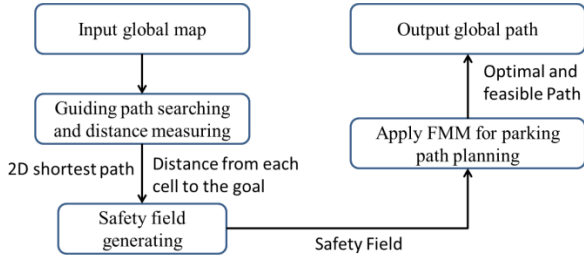 Input global map
Guiding path searching
and distance measuring
2D shortest path
Distance from each
cell to the goal
Safety field
generating
Safety Field
Apply FMM for parking
path planning
Optimal and
feasible Path
Output global path